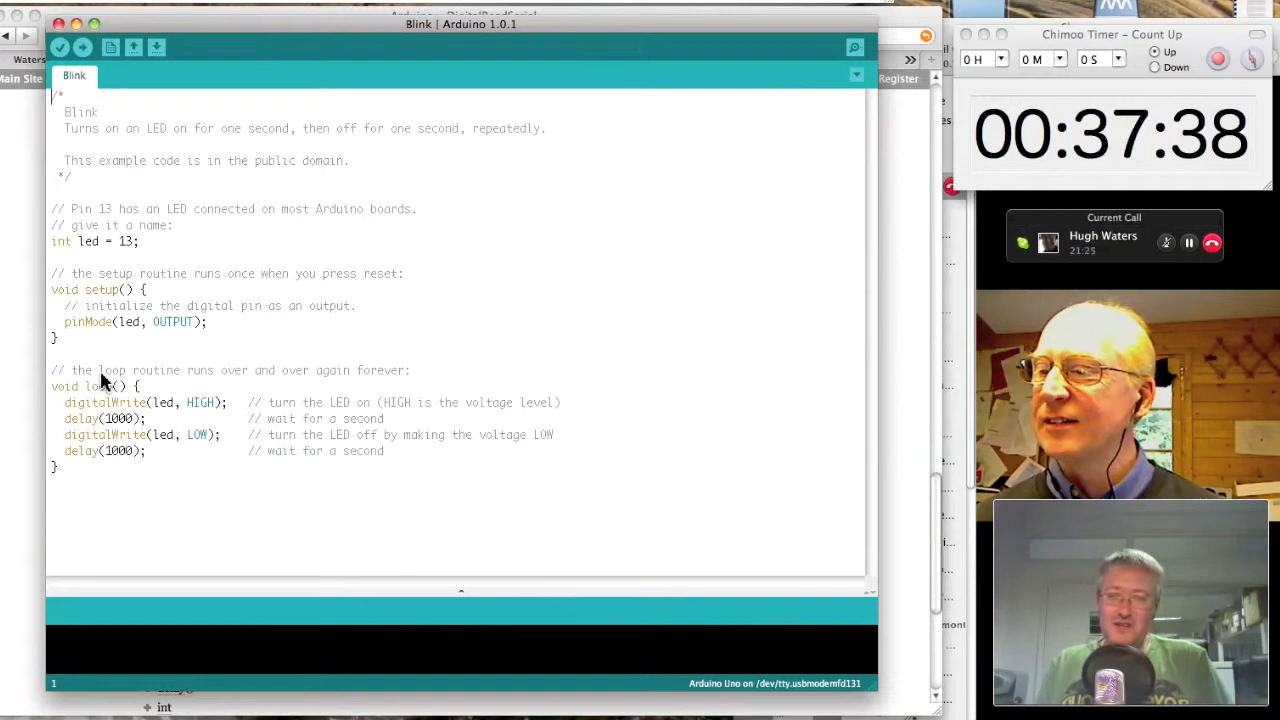 Arduino - DigitalReadSerial
Blink | Arduino 1.0.1
Waters
Main Site
Register
Blink
/*
Blink
Turns on an LED on for one second, then off for one second, repeatedly.
This example code is in the public domain.
*/
// Pin 13 has an LED connected on most Arduino boards.
// give it a name:
int led = 13;
// the setup routine runs once when you press reset:
void setup() {
// initialize the digital pin as an output.
pinMode(led, OUTPUT);
}
// the loop routine runs over and over again forever:
void loop() {
digitalWrite(led, HIGH); // turn the LED on (HIGH is the voltage level)
delay(1000); // wait for a second
digitalWrite(led, LOW); // turn the LED off by making the voltage LOW
delay(1000); // wait for a second
}
1
Arduino Uno on /dev/tty.usbmodemfd131
int
Chimoo Timer - Count Up
0 H 0 M 0 S Up
Down
00:37:38
Current Call
Hugh Waters
21:25